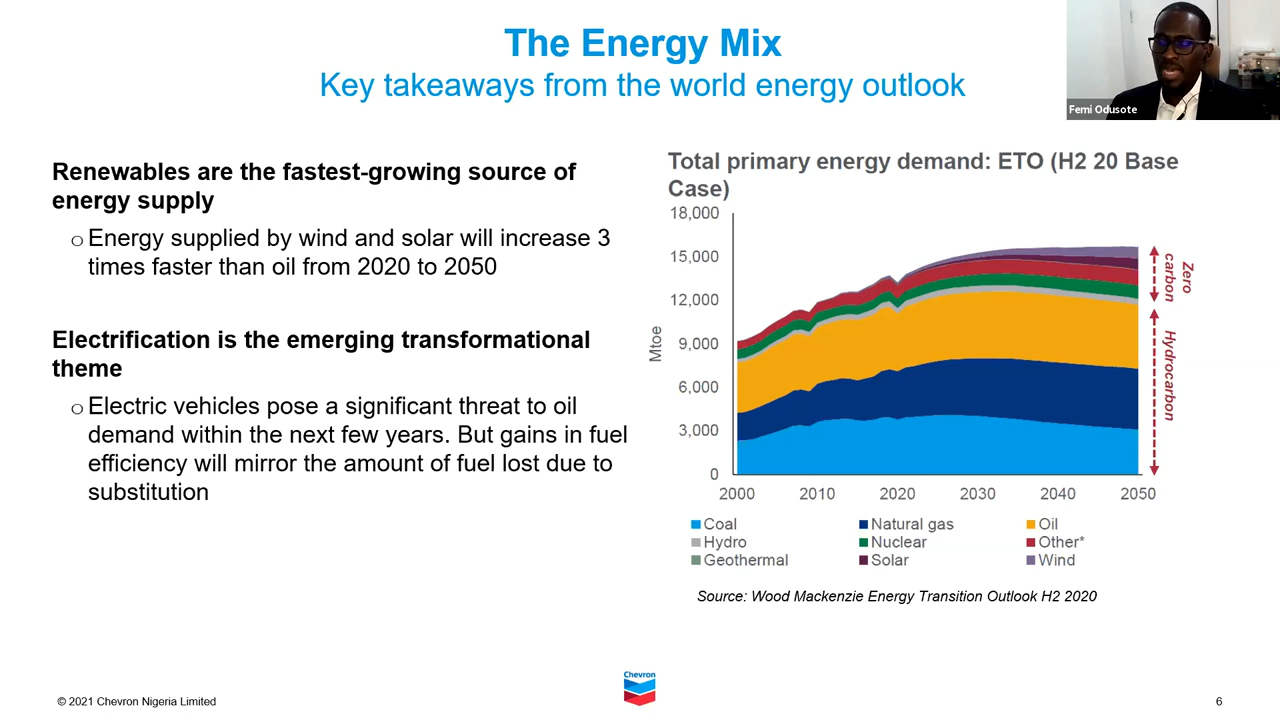 The Energy Mix
Key takeaways from the world energy outlook
Femi Odusote
Renewables are the fastest-growing source of
energy supply
o Energy supplied by wind and solar will increase 3
times faster than oil from 2020 to 2050
Electrification is the emerging transformational
theme
o Electric vehicles pose a significant threat to oil
demand within the next few years. But gains in fuel
efficiency will mirror the amount of fuel lost due to
substitution
Total primary energy demand: ETO (H2 20 Base
Case)
18,000
15,000
12,000
9,000
6,000
3,000
0
Mtoe
2000 2010 2020 2030 2040 2050
Zero
carbon
Hydrocarbon
Coal Natural gas Oil
Hydro Nuclear Other*
Geothermal Solar Wind
Source: Wood Mackenzie Energy Transition Outlook H2 2020
© 2021 Chevron Nigeria Limited
Chevron
6